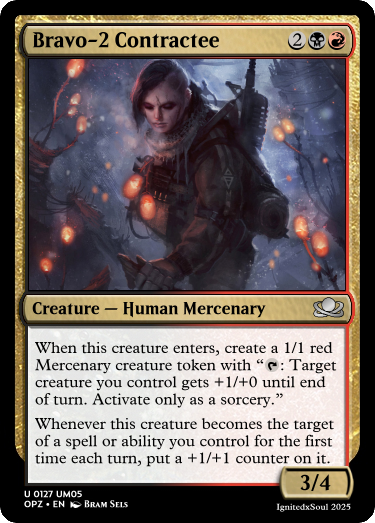 Bravo-2 Contractee 2
Creature — Human Mercenary
When this creature enters, create a 1/1 red
Mercenary creature token with “: Target
creature you control gets +1/+0 until end
of turn. Activate only as a sorcery.”
Whenever this creature becomes the target
of a spell or ability you control for the first
time each turn, put a +1/+1 counter on it.
3/4
U 0127 UM05
OPZ • EN Bram Sels
IgnitedxSoul 2025